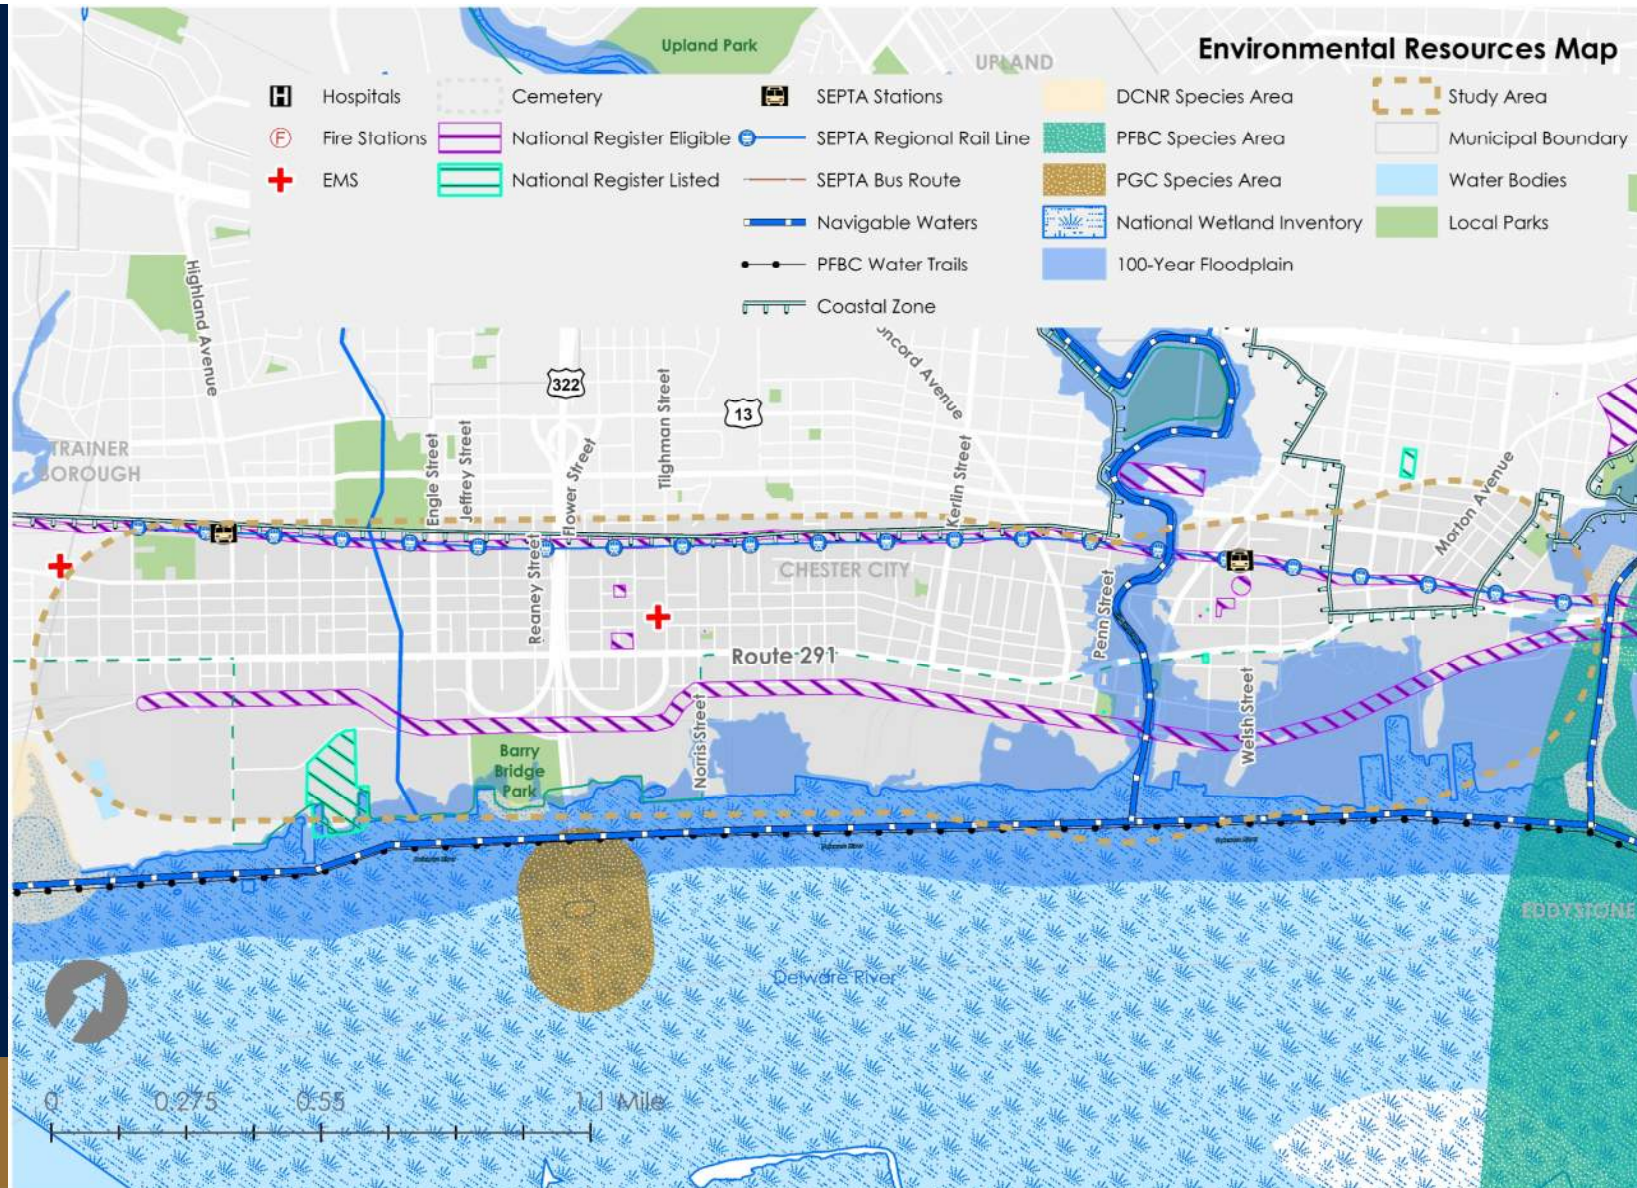 Upland Park
UPLAND
Environmental Resources Map
Hospitals
Fire Stations
EMS
Cemetery
National Register Eligible
National Register Listed
SEPTA Stations
SEPTA Regional Rail Line
SEPTA Bus Route
Navigable Waters
PFBC Water Trails
Coastal Zone
DCNR Species Area
PFBC Species Area
PGC Species Area
National Wetland Inventory
100-Year Floodplain
Study Area
Municipal Boundary
Water Bodies
Local Parks
H
F
Highland Avenue
322
13
oncord Avenue
TRAINER
BOROUGH
Engle Street
Jeffrey Street
Flower Street
Tilghman Street
Kerlin Street
Morton Avenue
Reaney Street
CHESTER CITY
Penn Street
Route 291
Norris Street
Welsh Street
Barry
Bridge
Park
EDDYSTONE
Delware River
0 0.275 0.55 1.1 Mile